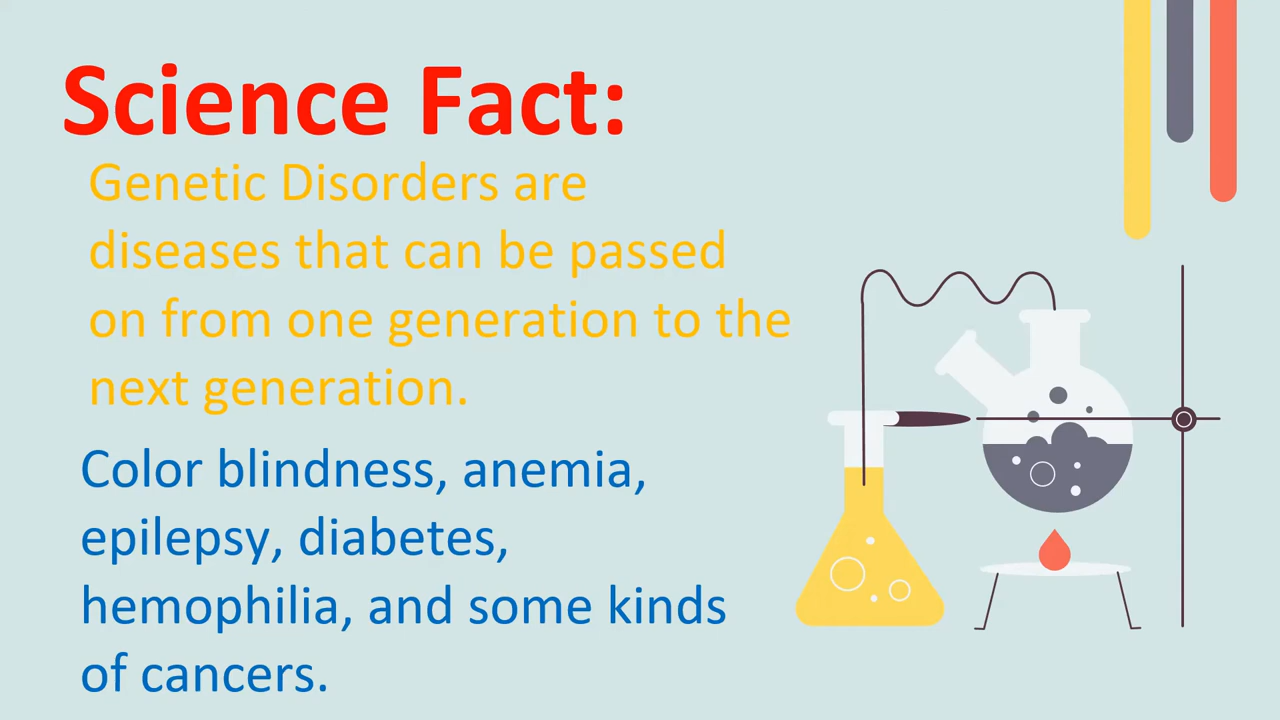 Science Fact:
Genetic Disorders are
diseases that can be passed
on from one generation to the
next generation.
Color blindness, anemia,
epilepsy, diabetes,
hemophilia, and some kinds
of cancers.